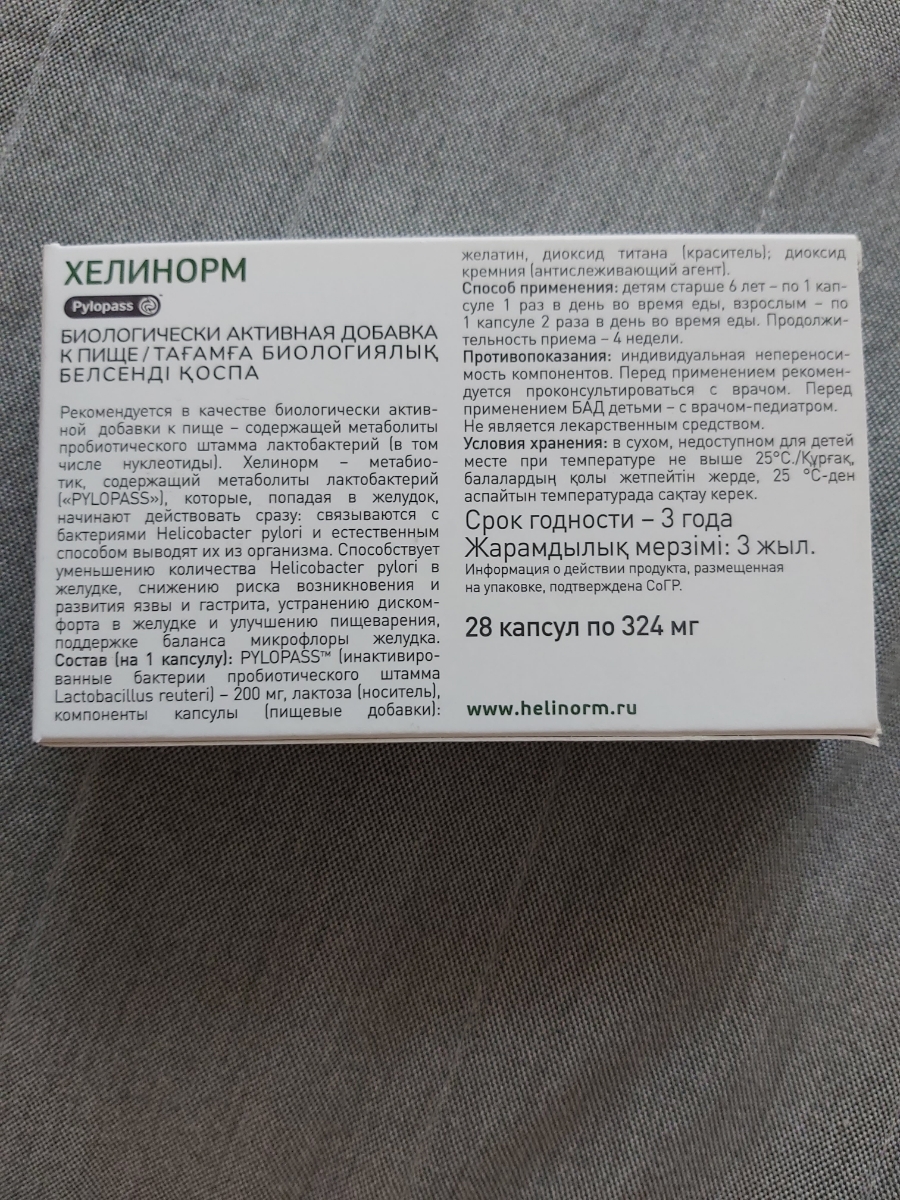 ХЕЛИНОРМ
Pylopass™
БИОЛОГИЧЕСКИ АКТИВНАЯ ДОБАВКА
К ПИЩЕ / ТАҒАМҒА БИОЛОГИЯЛЫҚ
БЕЛСЕНДІ ҚОСПА
Рекомендуется в качестве биологически актив-
ной добавки к пище – содержащей метаболиты
пробиотического штамма лактобактерий (в том
числе нуклеотиды). Хелинорм – метабио-
тик, содержащий метаболиты лактобактерий
(«PYLOPASS»), которые, попадая в желудок,
начинают действовать сразу: связываются с
бактериями Helicobacter pylori и естественным
способом выводят их из организма. Способствует
уменьшению количества Helicobacter pylori в
желудке, снижению риска возникновения и
развития язвы и гастрита, устранению диском-
форта в желудке и улучшению пищеварения,
поддержке баланса микрофлоры желудка.
Состав (на 1 капсулу): PYLOPASS™ (инактивиро-
ванные бактерии пробиотического штамма
Lactobacillus reuteri) – 200 мг, лактоза (носитель),
компоненты капсулы (пищевые добавки):
желатин, диоксид титана (краситель); диоксид
кремния (антислеживающий агент).
Способ применения: детям старше 6 лет – по 1 кап-
суле 1 раз в день во время еды, взрослым – по
1 капсуле 2 раза в день во время еды. Продолжи-
тельность приема – 4 недели.
Противопоказания: индивидуальная непереноси-
мость компонентов. Перед применением рекомен-
дуется проконсультироваться с врачом. Перед
применением БАД детьми – с врачом-педиатром.
Не является лекарственным средством.
Условия хранения: в сухом, недоступном для детей
месте при температуре не выше 25°С./Құрғақ,
балалардың қолы жетпейтін жерде, 25 °С-ден
аспайтын температурада сақтау керек.
Срок годности – 3 года
Жарамдылық мерзімі: 3 жыл.
Информация о действии продукта, размещенная
на упаковке, подтверждена СоГР.
28 капсул по 324 мг
www.helinorm.ru